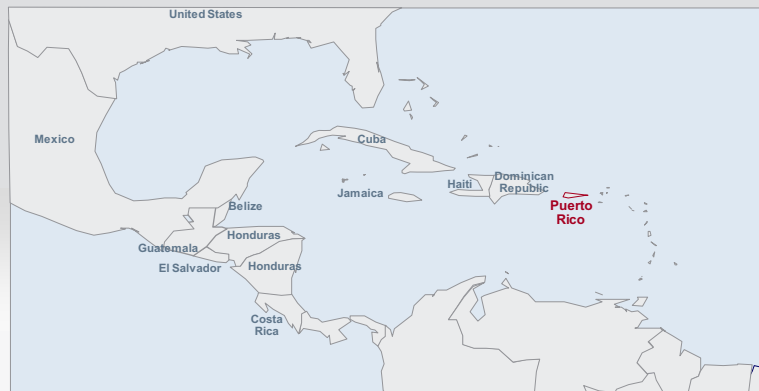 United States
Mexico
Cuba
Jamaica
Haiti
Dominican
Republic
Puerto
Rico
Belize
Guatemala
Honduras
El Salvador
Honduras
Costa
Rica